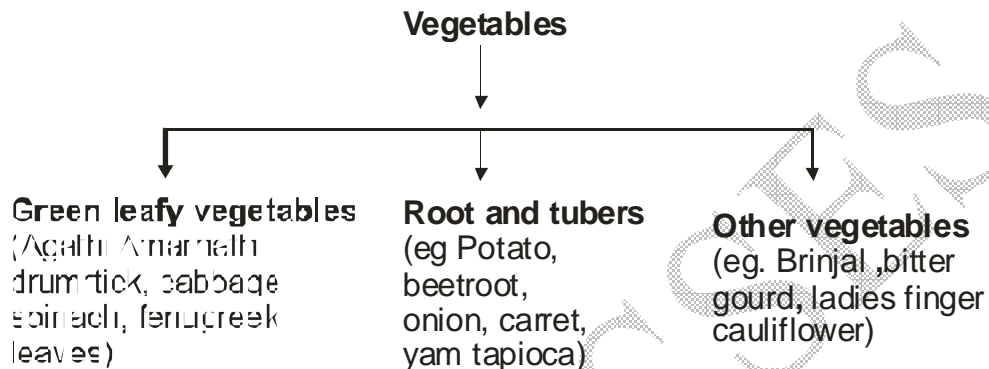 Vegetables
Green leafy vegetables
(Agathi Amarnath
drumstick, cabbage
spinach, fenugreek
leaves)
Root and tubers
(eg Potato,
beetroot,
onion, carret,
yam tapioca)
Other vegetables
(eg. Brinjal ,bitter
gourd, ladies finger
cauliflower)